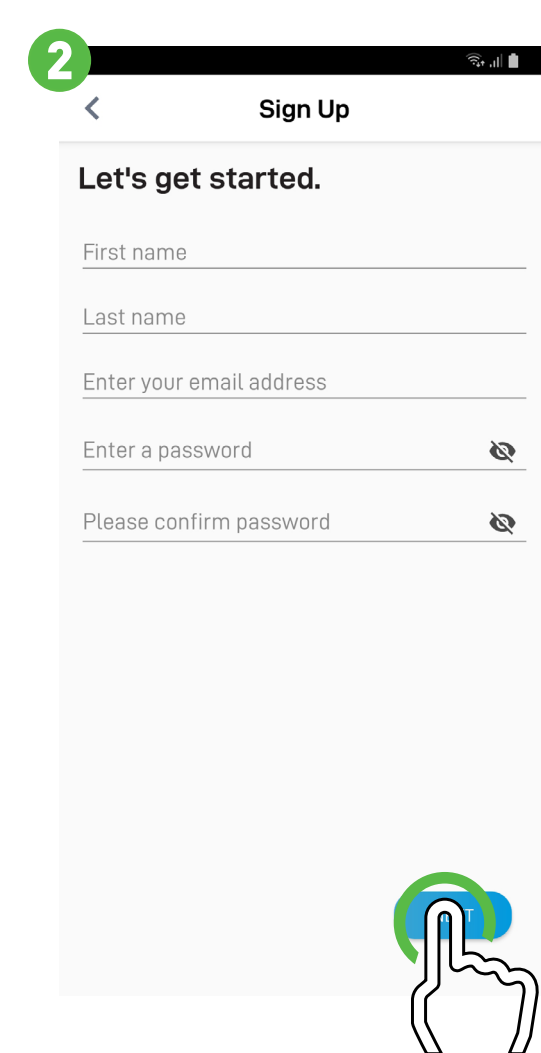 2
Sign Up
Let's get started.
First name
Last name
Enter your email address
Enter a password
Please confirm password